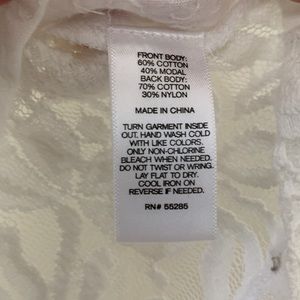 FRONT BODY:
60% COTTON
40% MODAL
BACK BODY:
70% COTTON
30% NYLON
MADE IN CHINA
TURN GARMENT INSIDE
OUT. HAND WASH COLD
WITH LIKE COLORS.
ONLY NON-CHLORINE
BLEACH WHEN NEEDED.
DO NOT TWIST OR WRING.
LAY FLAT TO DRY.
COOL IRON ON
REVERSE IF NEEDED.
RN# 55285